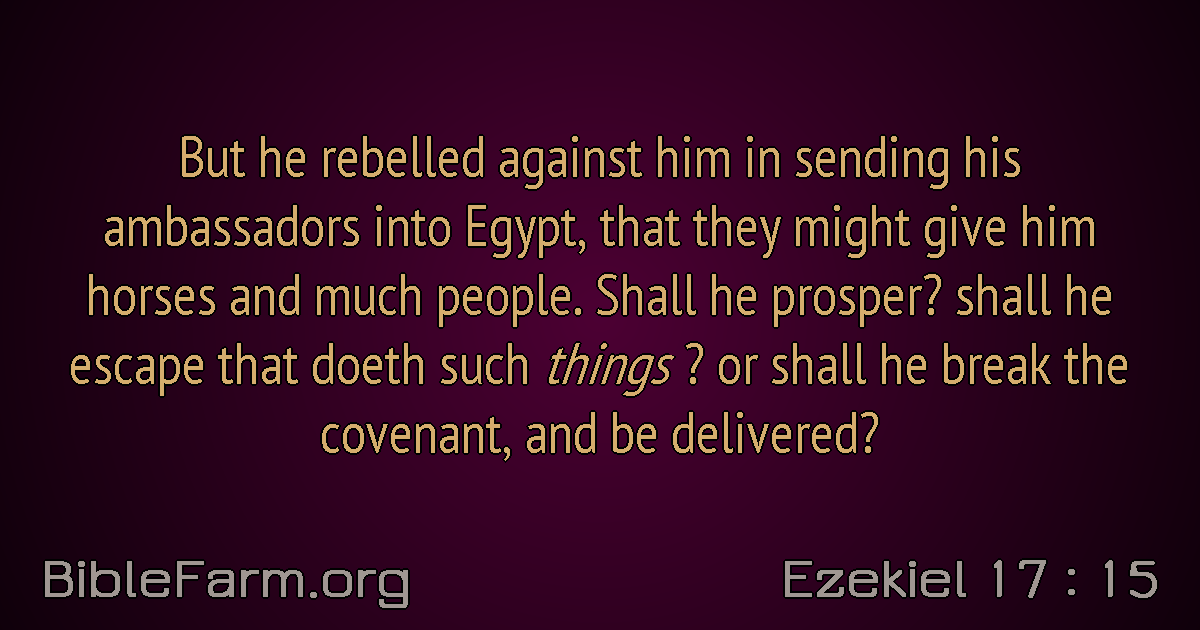 But he rebelled against him in sending his
ambassadors into Egypt, that they might give him
horses and much people. Shall he prosper? shall he
escape that doeth such things ? or shall he break the
covenant, and be delivered?
BibleFarm.org
Ezekiel 17 : 15